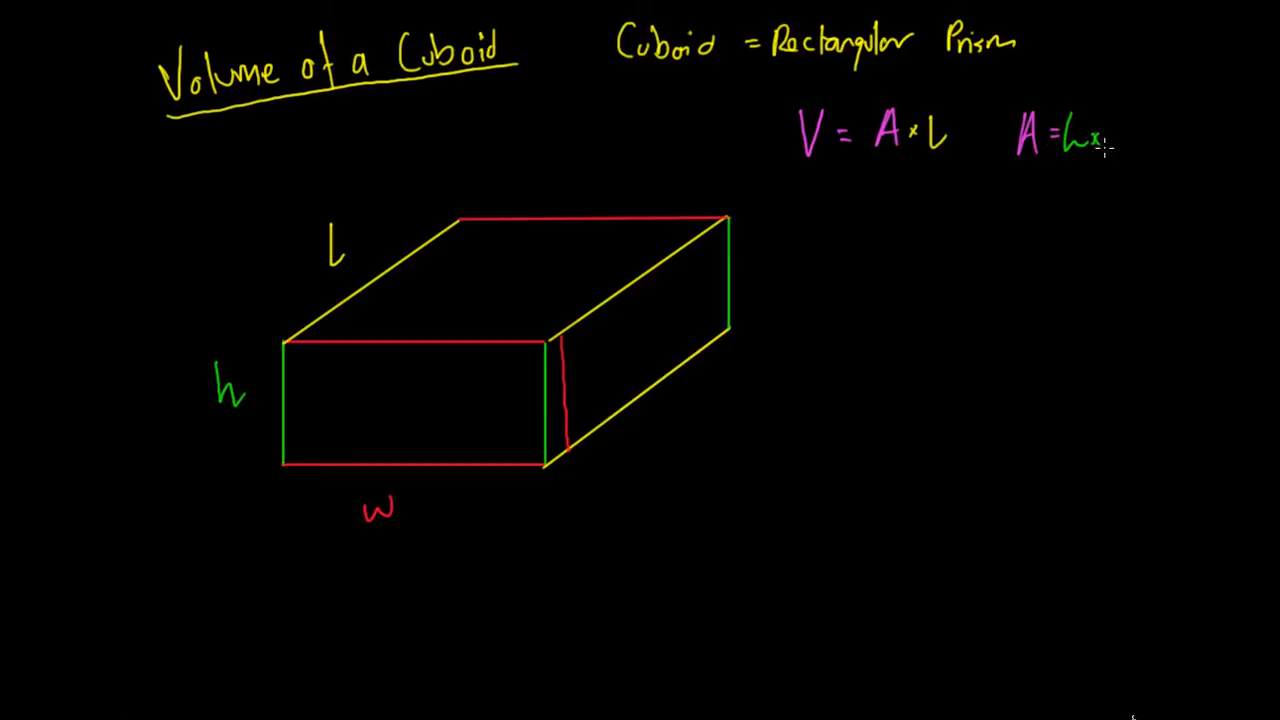 Volume of a Cuboid
Cuboid = Rectangular Prism
V = A × L
A = h ×
L
h
w